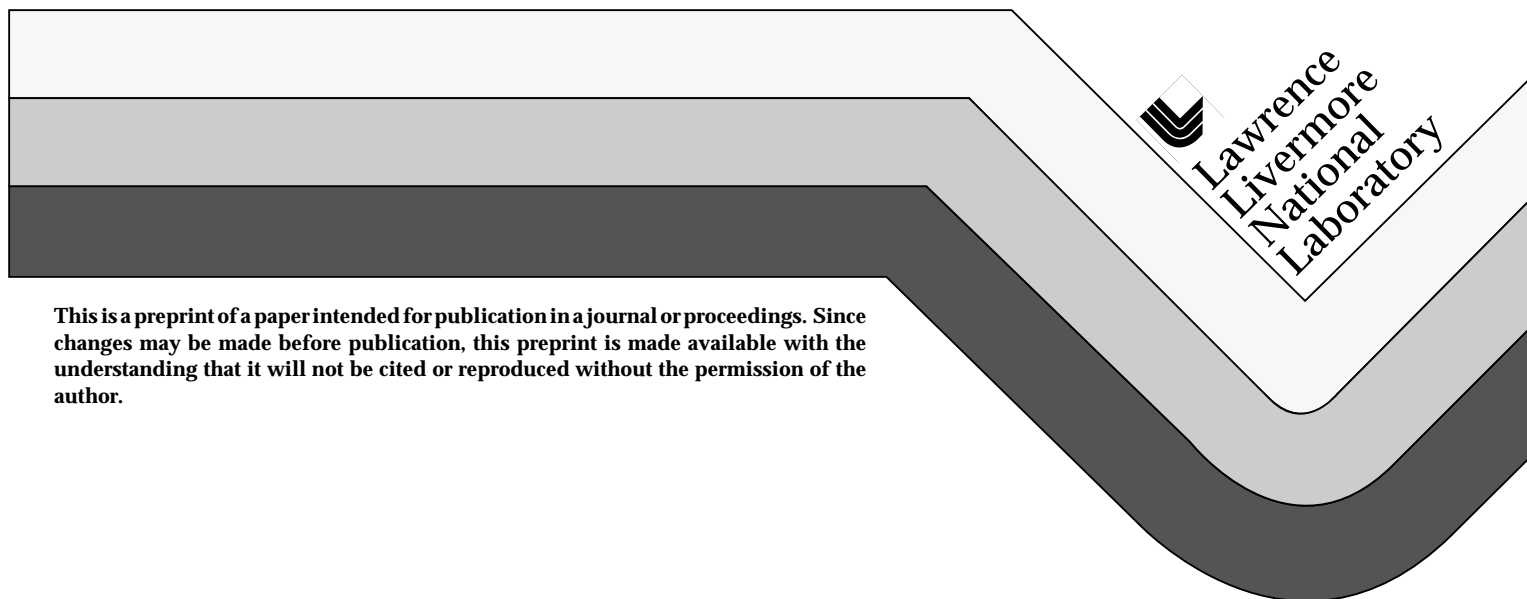 Lawrence
Livermore
National
Laboratory
This is a preprint of a paper intended for publication in a journal or proceedings. Since
changes may be made before publication, this preprint is made available with the
understanding that it will not be cited or reproduced without the permission of the
author.